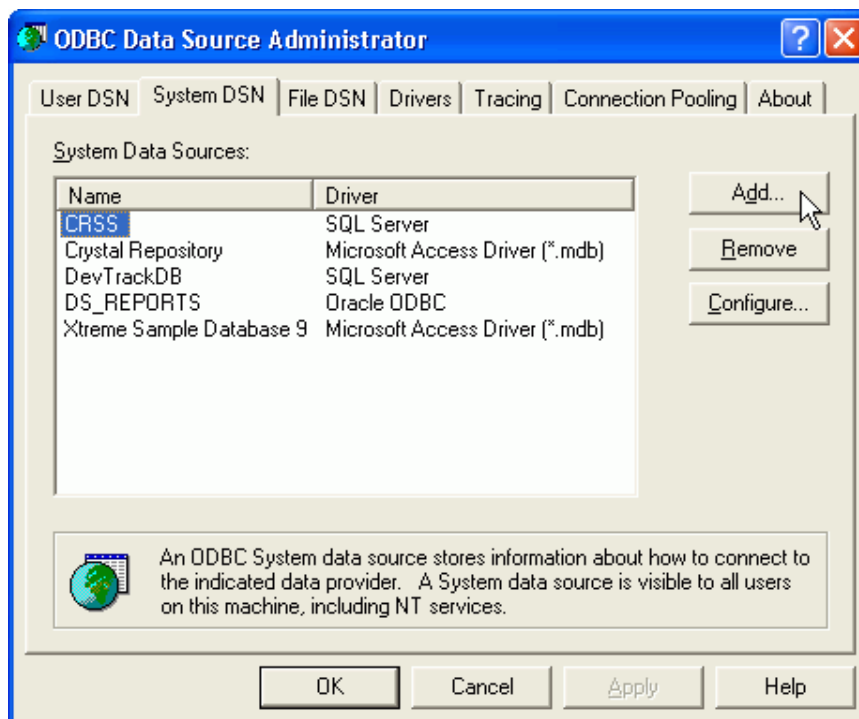 ODBC Data Source Administrator
User DSN System DSN File DSN Drivers Tracing Connection Pooling About
System Data Sources:
Name Driver
CRSS SQL Server
Crystal Repository Microsoft Access Driver (*.mdb)
DevTrackDB SQL Server
DS_REPORTS Oracle ODBC
Xtreme Sample Database 9 Microsoft Access Driver (*.mdb)
Add...
Remove
Configure...
An ODBC System data source stores information about how to connect to
the indicated data provider. A System data source is visible to all users
on this machine, including NT services.
OK Cancel Apply Help